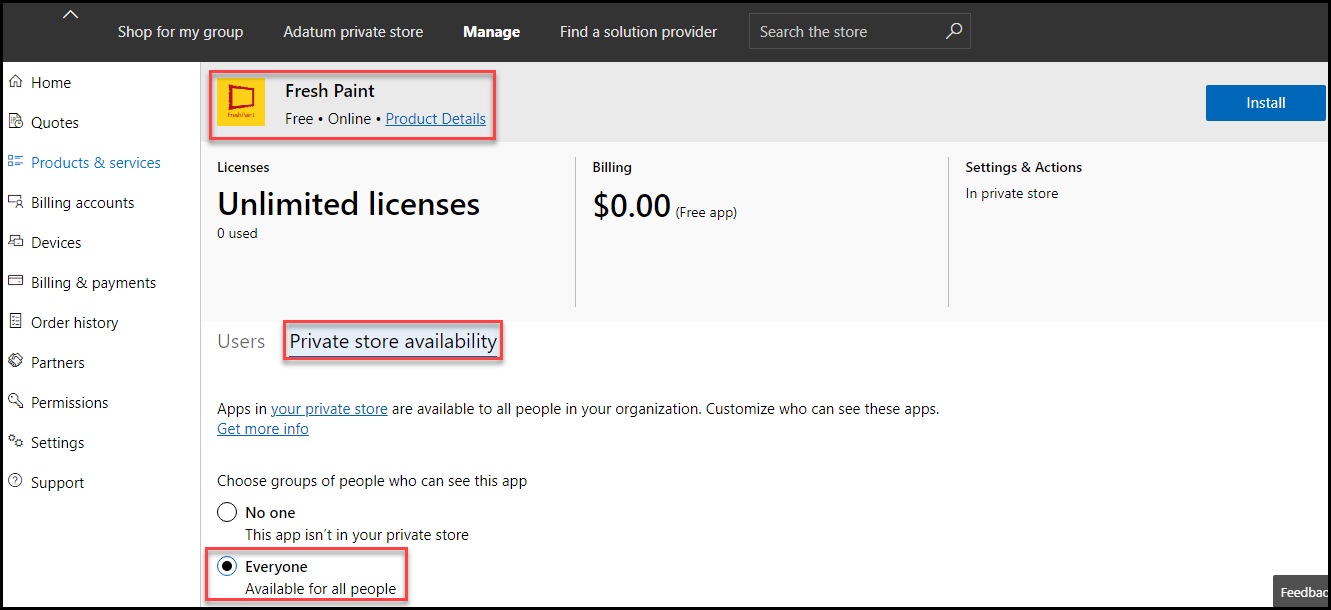 Shop for my group Adatum private store Manage Find a solution provider Search the store
Home
Quotes
Products & services
Billing accounts
Devices
Billing & payments
Order history
Partners
Permissions
Settings
Support
Fresh Paint
Fresh Paint
Free • Online • Product Details
Install
Licenses
Unlimited licenses
0 used
Billing
$0.00 (Free app)
Settings & Actions
In private store
Users Private store availability
Apps in your private store are available to all people in your organization. Customize who can see these apps.
Get more info
Choose groups of people who can see this app
No one
This app isn't in your private store
Everyone
Available for all people
Feedbac